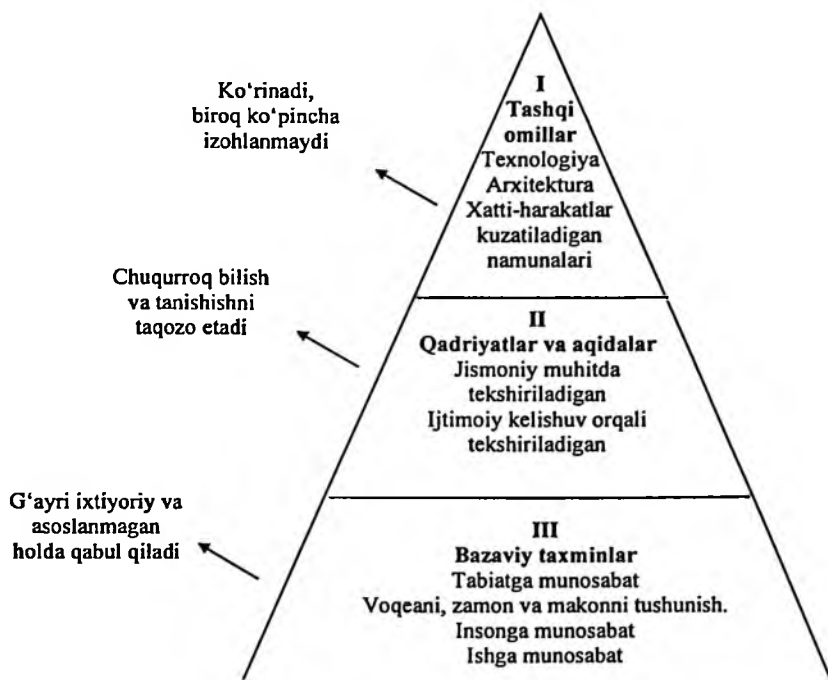 Ko‘rinadi,
biroq ko‘pincha
izohlanmaydi
I
Tashqi
omillar
Texnologiya
Arxitektura
Xatti-harakatlar
kuzatiladigan
namunalari
Chuqurroq bilish
va tanishishni
taqozo etadi
II
Qadriyatlar va aqidalar
Jismoniy muhitda
tekshiriladigan
Ijtimoiy kelishuv orqali
tekshiriladigan
G‘ayri ixtiyoriy va
asoslanmagan
holda qabul qiladi
III
Bazaviy taxminlar
Tabiatga munosabat
Voqeani, zamon va makonni tushunish.
Insonga munosabat
Ishga munosabat